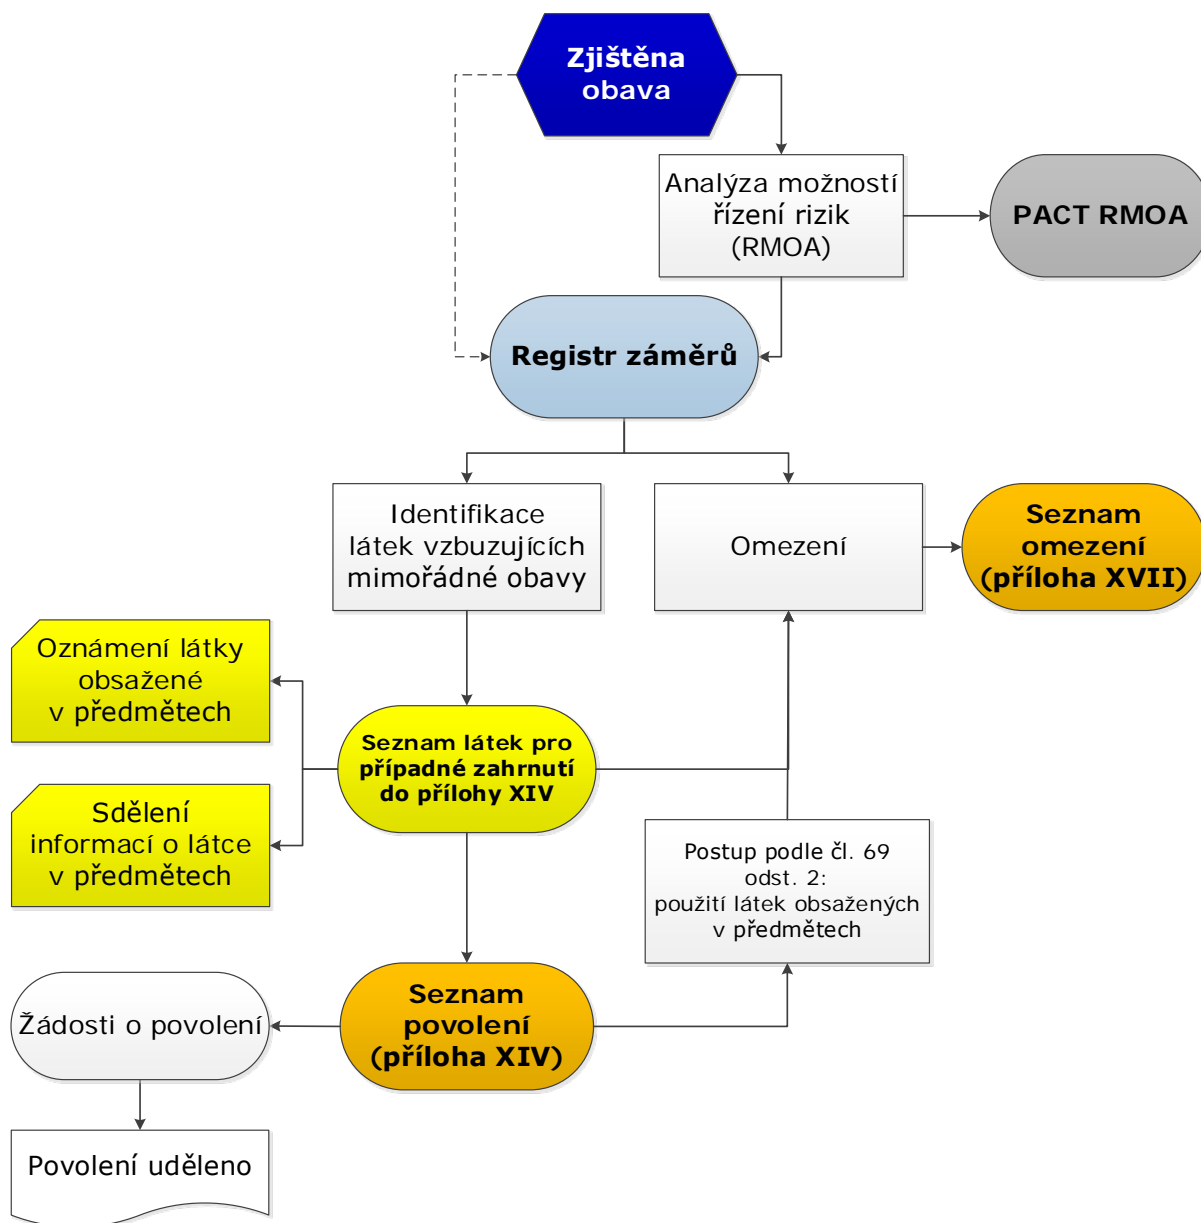 Zjištěna
obava
Analýza možností
řízení rizik
(RMOA)
PACT RMOA
Registr záměrů
Identifikace
látek vzbuzujících
mimořádné obavy
Omezení
Seznam
omezení
(příloha XVII)
Oznámení látky
obsažené
v předmětech
Seznam látek pro
případné zahrnutí
do přílohy XIV
Sdělení
informací o látce
v předmětech
Postup podle čl. 69
odst. 2:
použití látek obsažených
v předmětech
Žádosti o povolení
Seznam
povolení
(příloha XIV)
Povolení uděleno